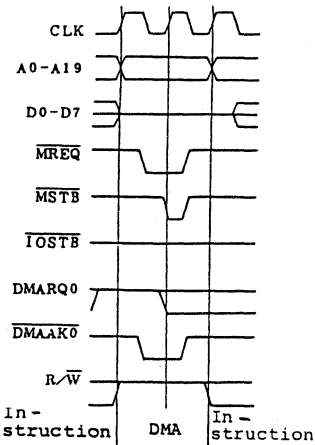 CLK
A0-A19
D0-D7
MREQ
MSTB
IOSTB
DMARQ0
DMAAK0
R/W
In-
struction
DMA
In-
struction